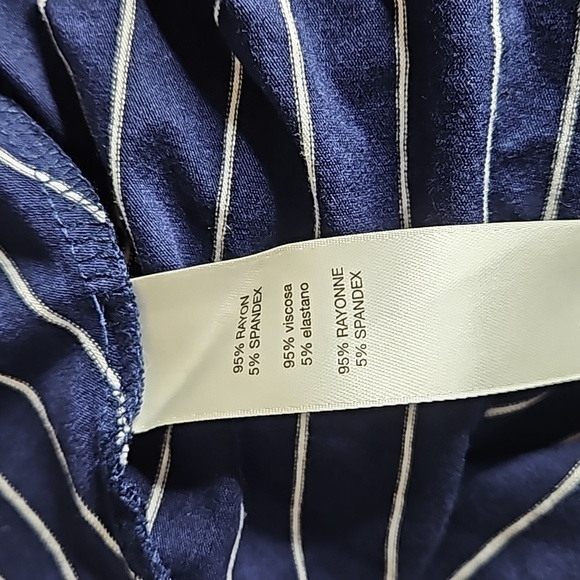 95% RAYON
5% SPANDEX
95% viscosa
5% elastano
95% RAYONNE
5% SPANDEX